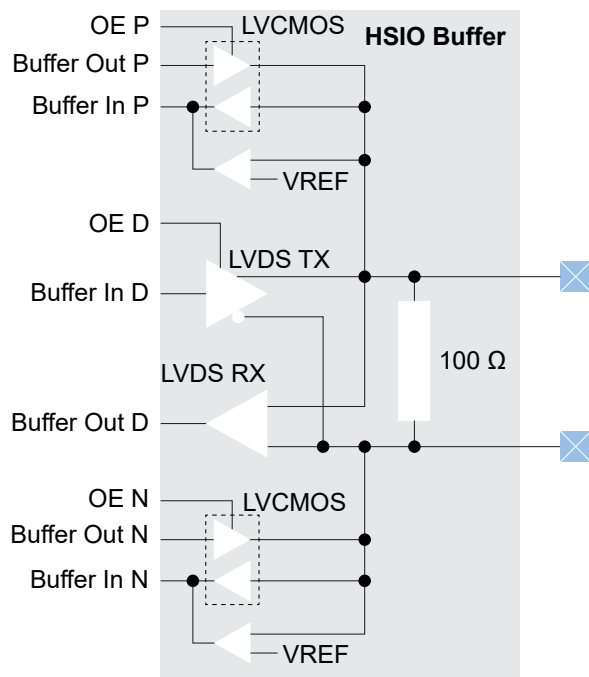 OE P
LVCMOS
HSIO Buffer
Buffer Out P
Buffer In P
VREF
OE D
LVDS TX
Buffer In D
100 Ω
LVDS RX
Buffer Out D
OE N
LVCMOS
Buffer Out N
Buffer In N
VREF